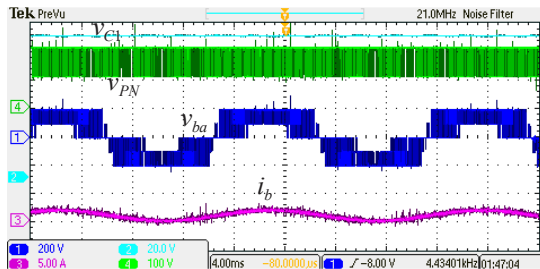 Tek PreVu 21.0MHz Noise Filter
v_C1
v_PN
4
v_ba
1
2
i_b
3
1 200 V 2 20.0 V
3 5.00 A 4 100 V
4.00ms -80.0000us 1 -8.00 V 4.43401kHz 01:47:04